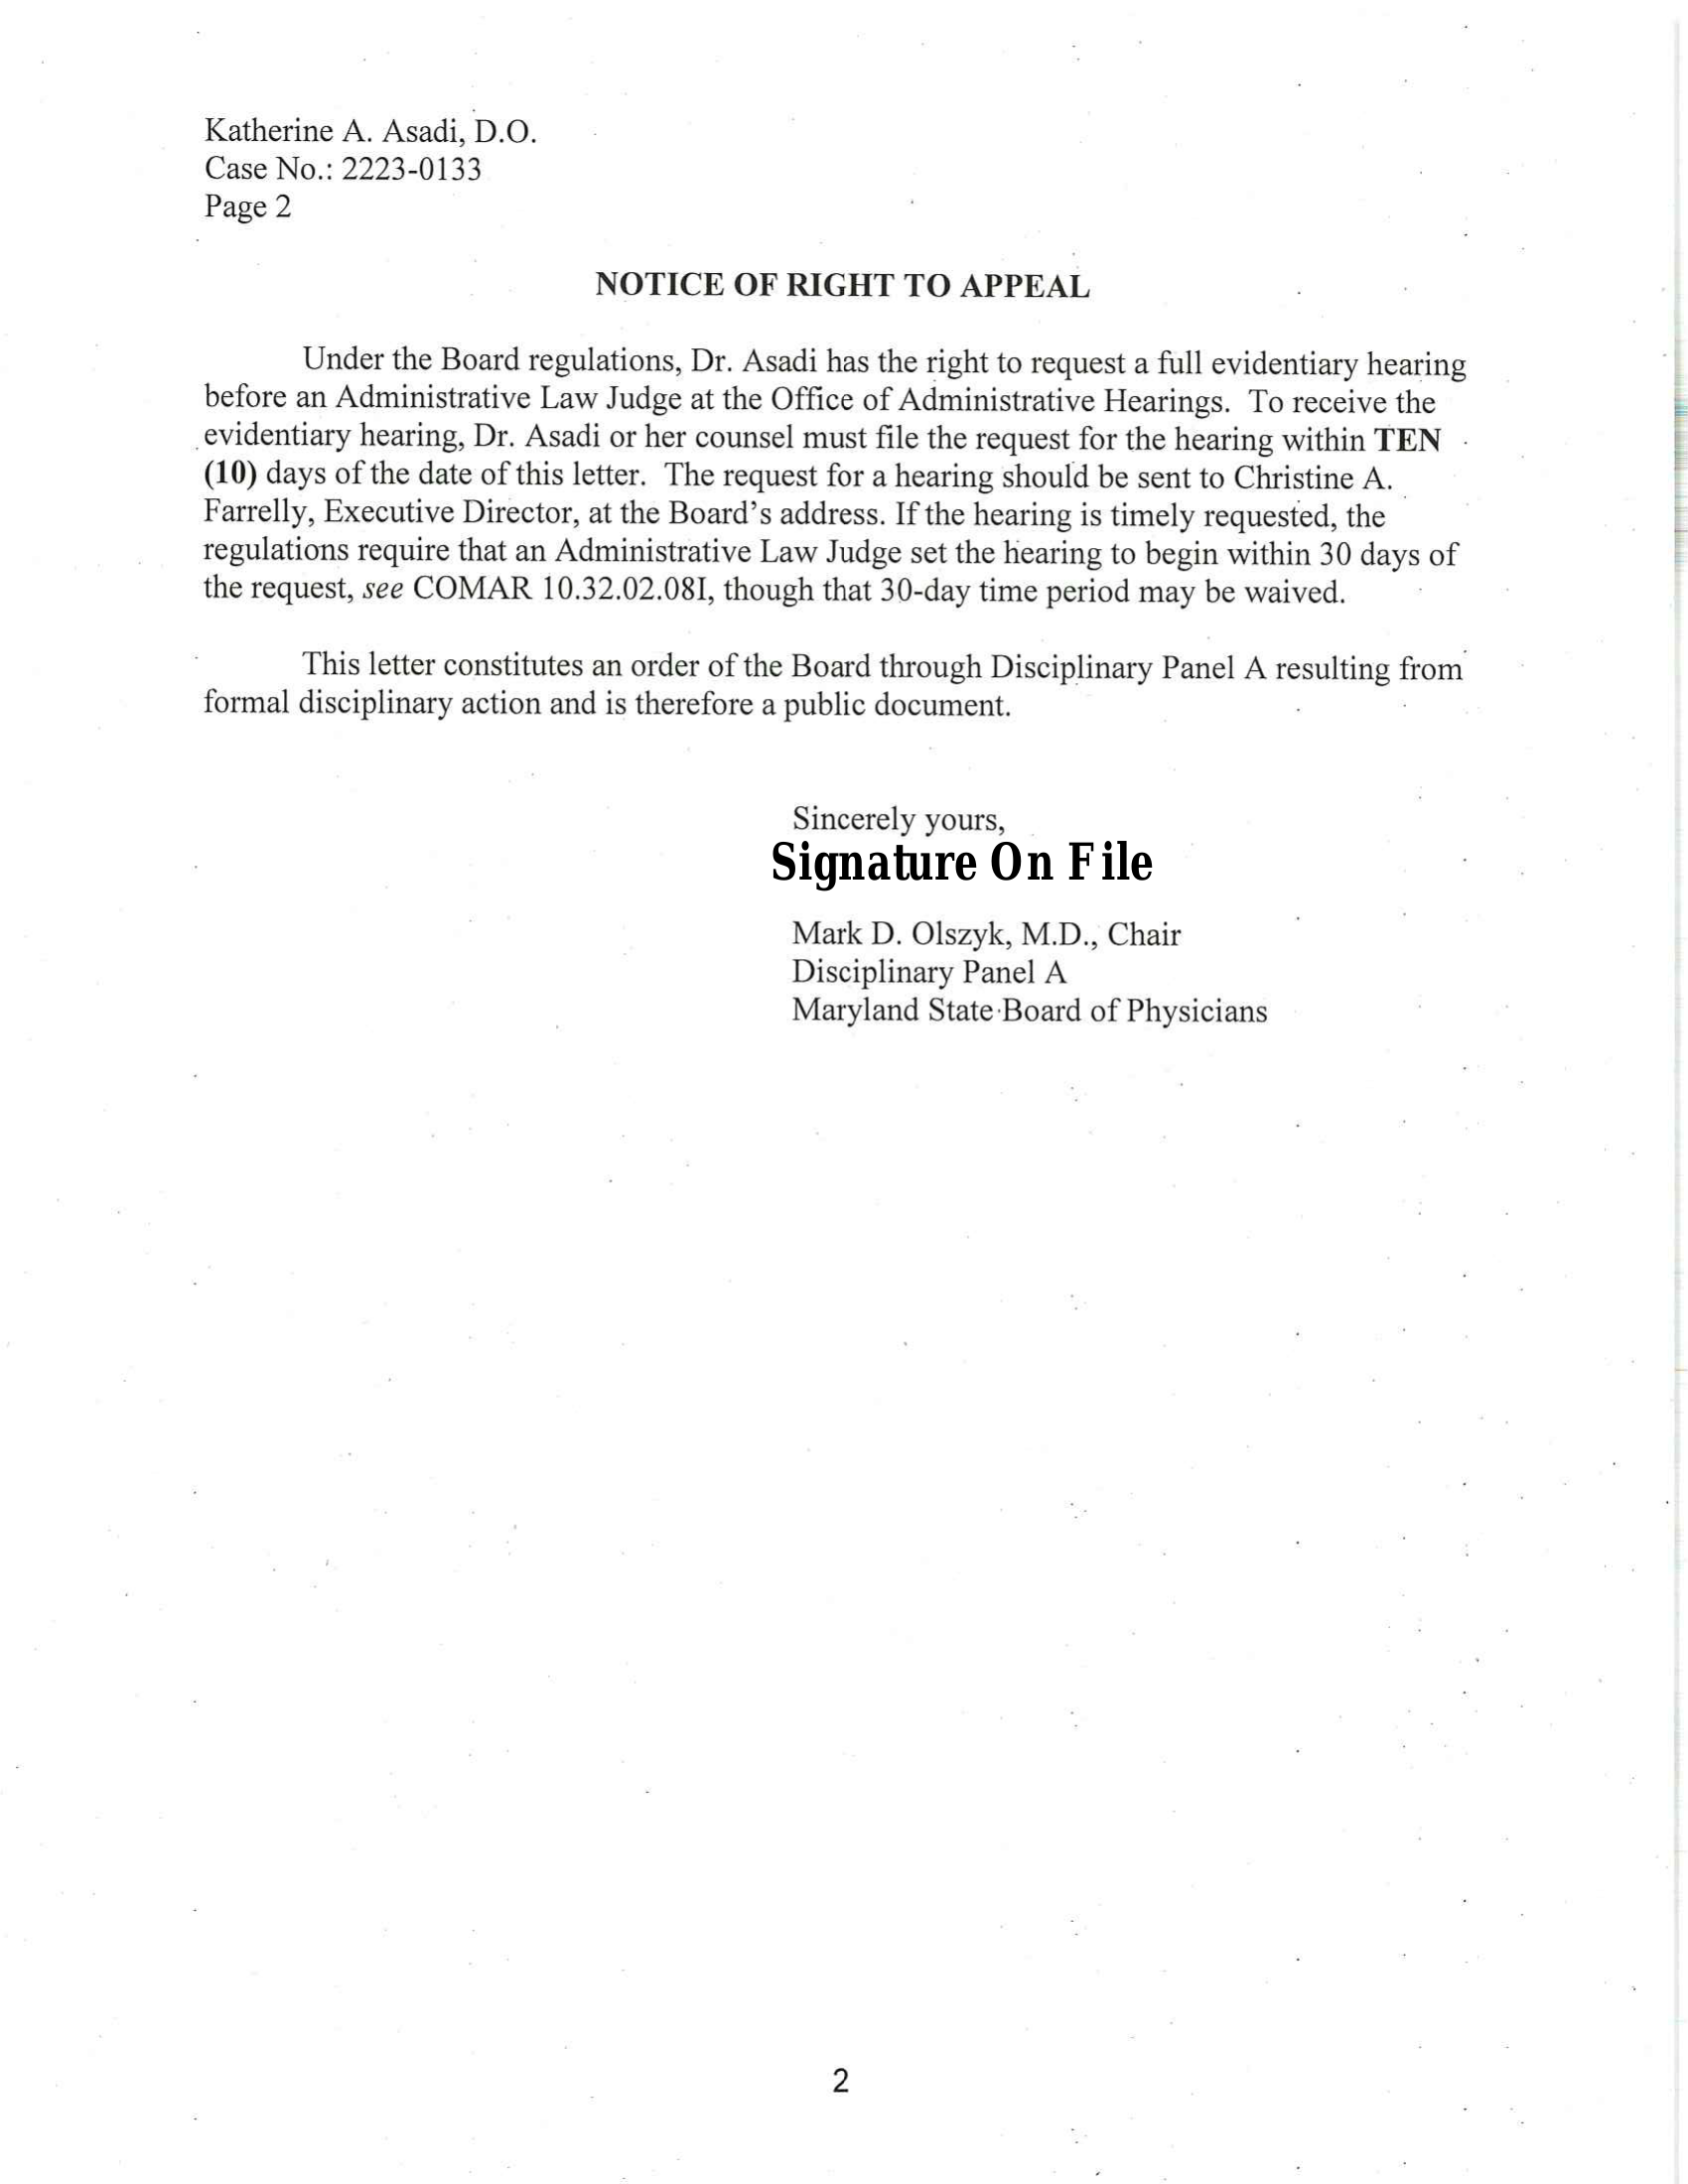 Katherine A. Asadi, D.O.
Case No.: 2223-0133
Page 2
NOTICE OF RIGHT TO APPEAL
Under the Board regulations, Dr. Asadi has the right to request a full evidentiary hearing
before an Administrative Law Judge at the Office of Administrative Hearings. To receive the
evidentiary hearing, Dr. Asadi or her counsel must file the request for the hearing within TEN
(10) days of the date of this letter. The request for a hearing should be sent to Christine A.
Farrelly, Executive Director, at the Board's address. If the hearing is timely requested, the
regulations require that an Administrative Law Judge set the hearing to begin within 30 days of
the request, see COMAR 10.32.02.08I, though that 30-day time period may be waived.
This letter constitutes an order of the Board through Disciplinary Panel A resulting from
formal disciplinary action and is therefore a public document.
Sincerely yours,
Signature On File
Mark D. Olszyk, M.D., Chair
Disciplinary Panel A
Maryland State Board of Physicians
2